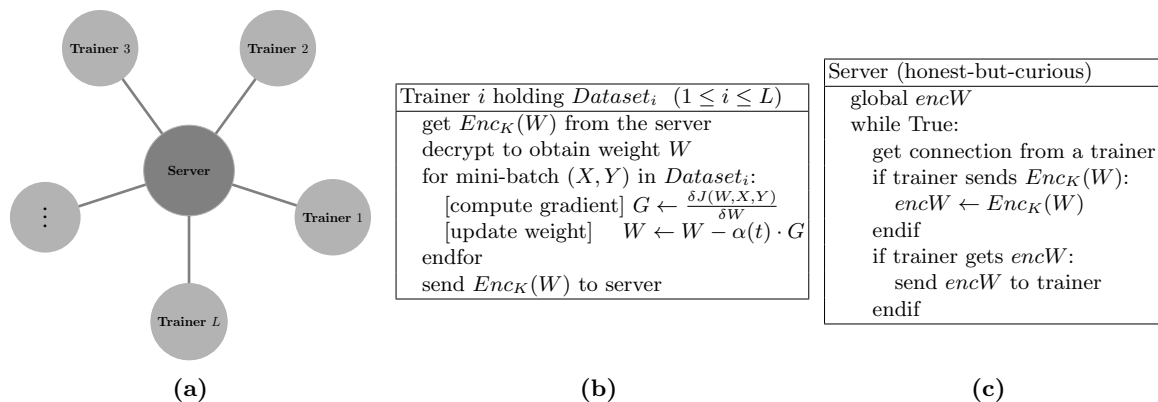 Trainer 3
Trainer 2
Server
⋮
Trainer 1
Trainer L
(a)
Trainer i holding Dataset_i (1 ≤ i ≤ L)
get Enc_K(W) from the server
decrypt to obtain weight W
for mini-batch (X, Y) in Dataset_i:
[compute gradient] G ← δJ(W,X,Y)/δW
[update weight] W ← W − α(t) · G
endfor
send Enc_K(W) to server
(b)
Server (honest-but-curious)
global encW
while True:
get connection from a trainer
if trainer sends Enc_K(W):
encW ← Enc_K(W)
endif
if trainer gets encW:
send encW to trainer
endif
(c)